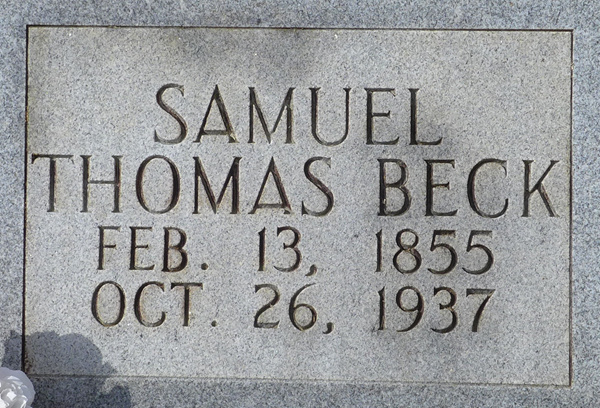 SAMUEL
THOMAS BECK
FEB. 13, 1855
OCT. 26, 1937